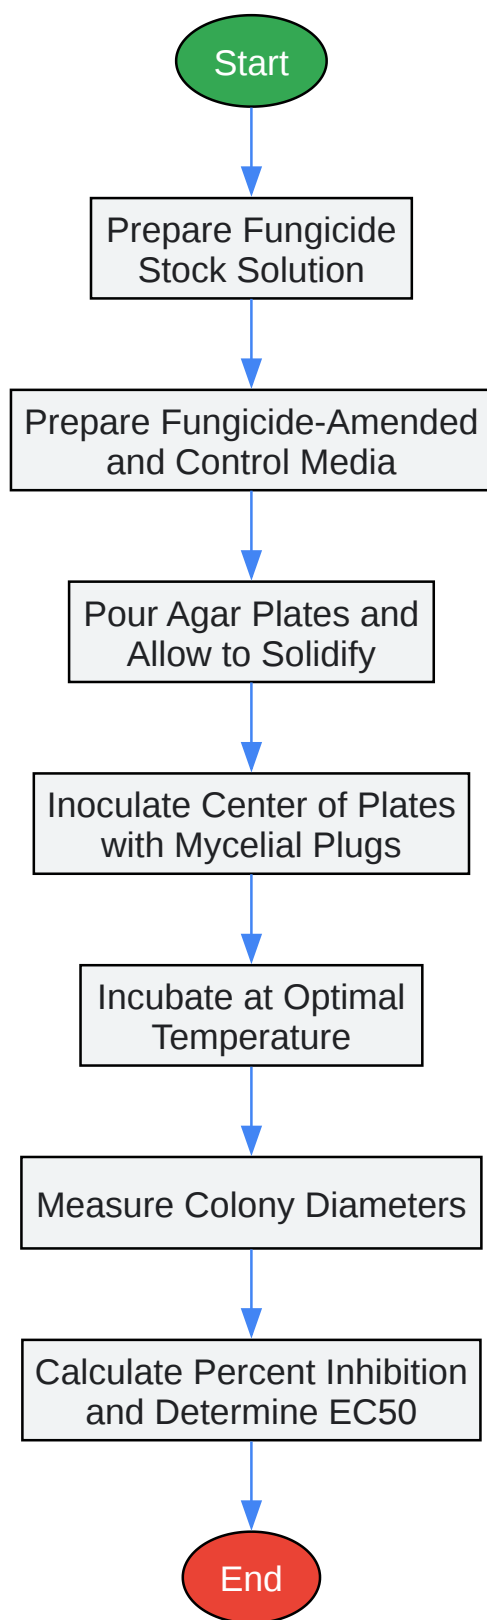 Start
Prepare Fungicide
Stock Solution
Prepare Fungicide-Amended
and Control Media
Pour Agar Plates and
Allow to Solidify
Inoculate Center of Plates
with Mycelial Plugs
Incubate at Optimal
Temperature
Measure Colony Diameters
Calculate Percent Inhibition
and Determine EC50
End